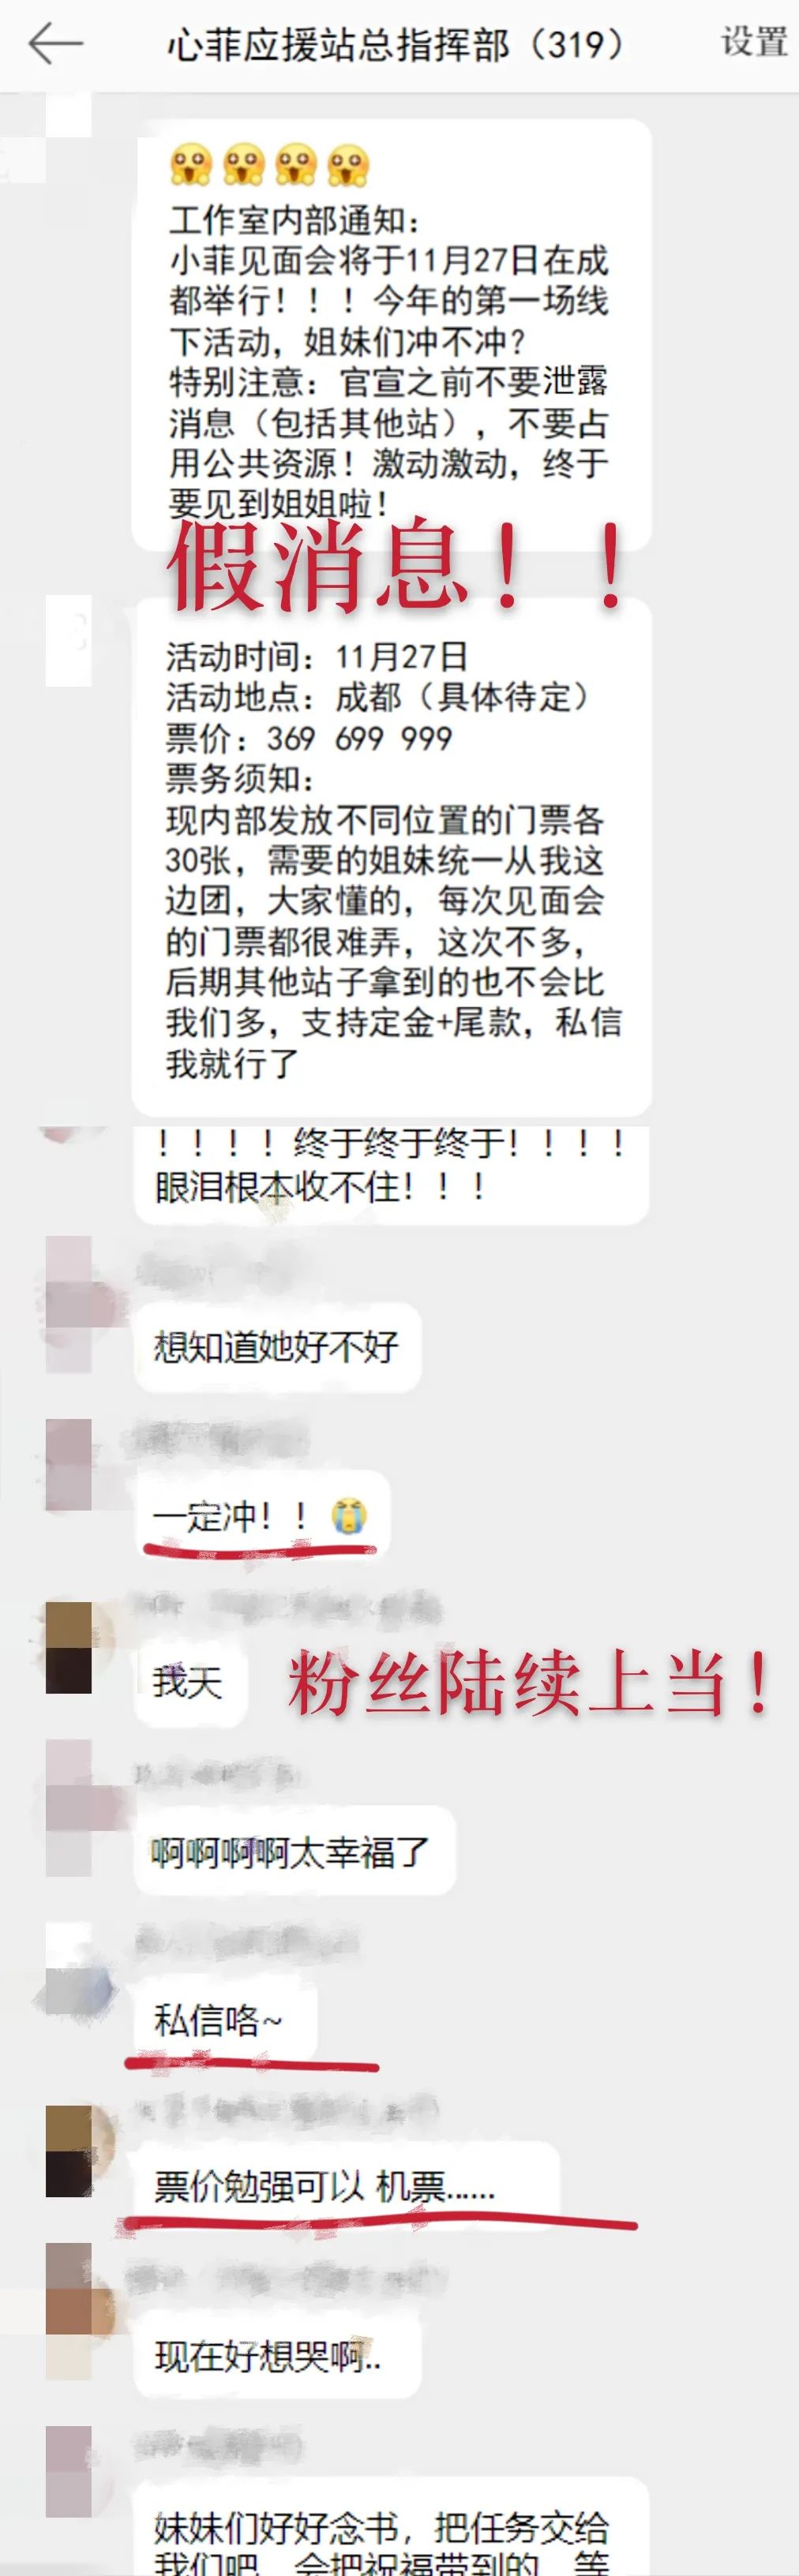 心菲应援站总指挥部（319）
设置
工作室内部通知：
小菲见面会将于11月27日在成
都举行！！！今年的第一场线
下活动，姐妹们冲不冲？
特别注意：官宣之前不要泄露
消息（包括其他站），不要占
用公共资源！激动激动，终于
要见到姐姐啦！
假消息！！
活动时间：11月27日
活动地点：成都（具体待定）
票价：369 699 999
票务须知：
现内部发放不同位置的门票各
30张，需要的姐妹统一从我这
边团，大家懂的，每次见面会
的门票都很难弄，这次不多，
后期其他站子拿到的也不会比
我们多，支持定金+尾款，私信
我就行了
！！！！终于终于终于！！！！
眼泪根本收不住！！！
想知道她好不好
一定冲！！
我天
粉丝陆续上当！
啊啊啊啊太幸福了
私信咯~
票价勉强可以 机票......
现在好想哭啊..
妹妹们好好念书，把任务交给
我们吧，会把祝福带到的，等